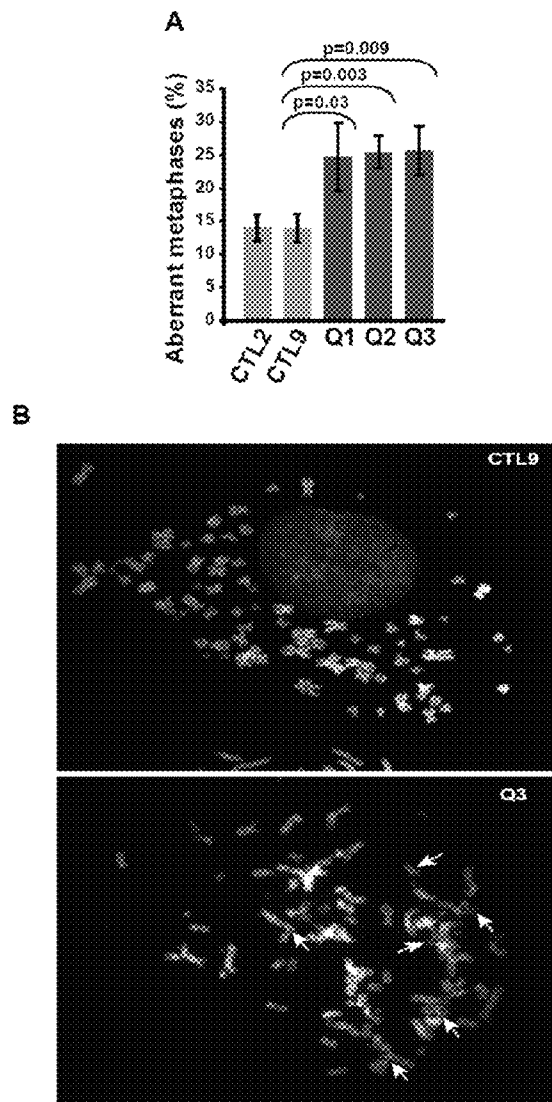 A
p=0.009
p=0.003
p=0.03
Aberrant metaphases (%)
35
30
25
20
15
10
5
0
CTL2
CTL9
Q1
Q2
Q3
B
CTL9
Q3